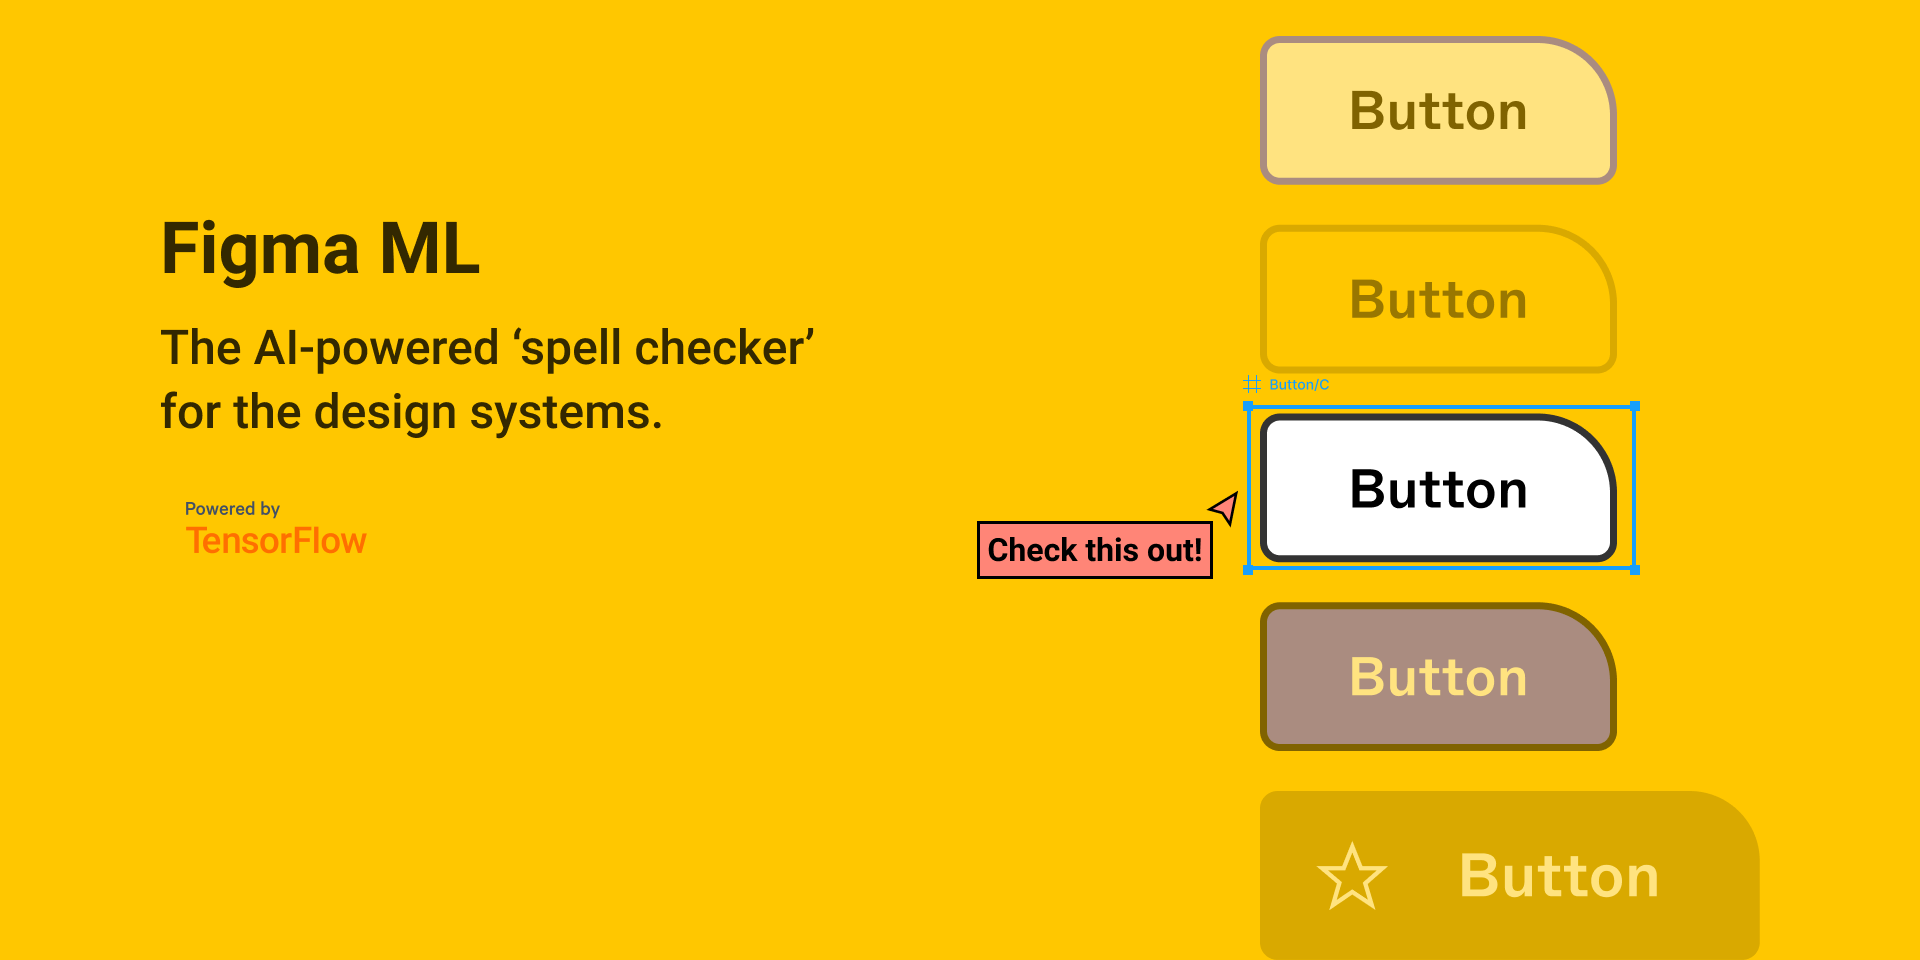 Figma ML
The AI-powered ‘spell checker’
for the design systems.
Powered by
TensorFlow
Button
Button
Button/C
Button
Check this out!
Button
Button